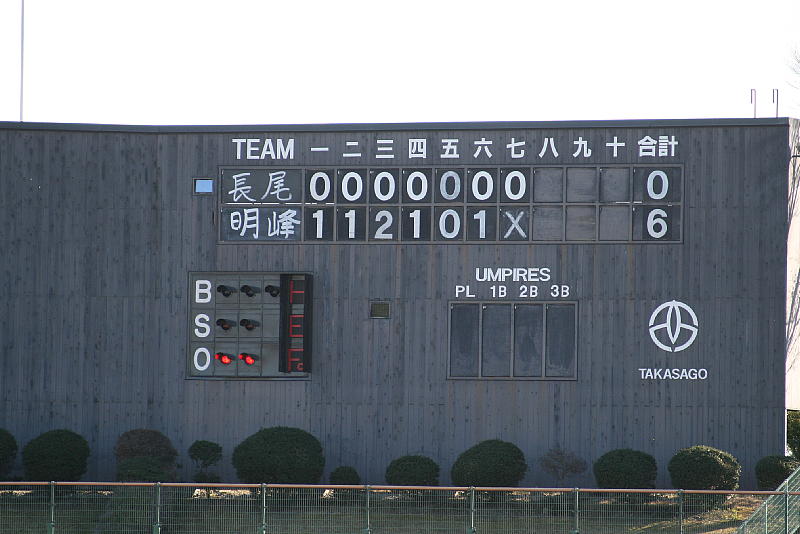 TEAM 一 二 三 四 五 六 七 八 九 十 合計
長尾 0 0 0 0 0 0 0 0
明峰 1 1 2 1 0 1 X 6
UMPIRES
PL 1B 2B 3B
B H
S E
O Fc
TAKASAGO